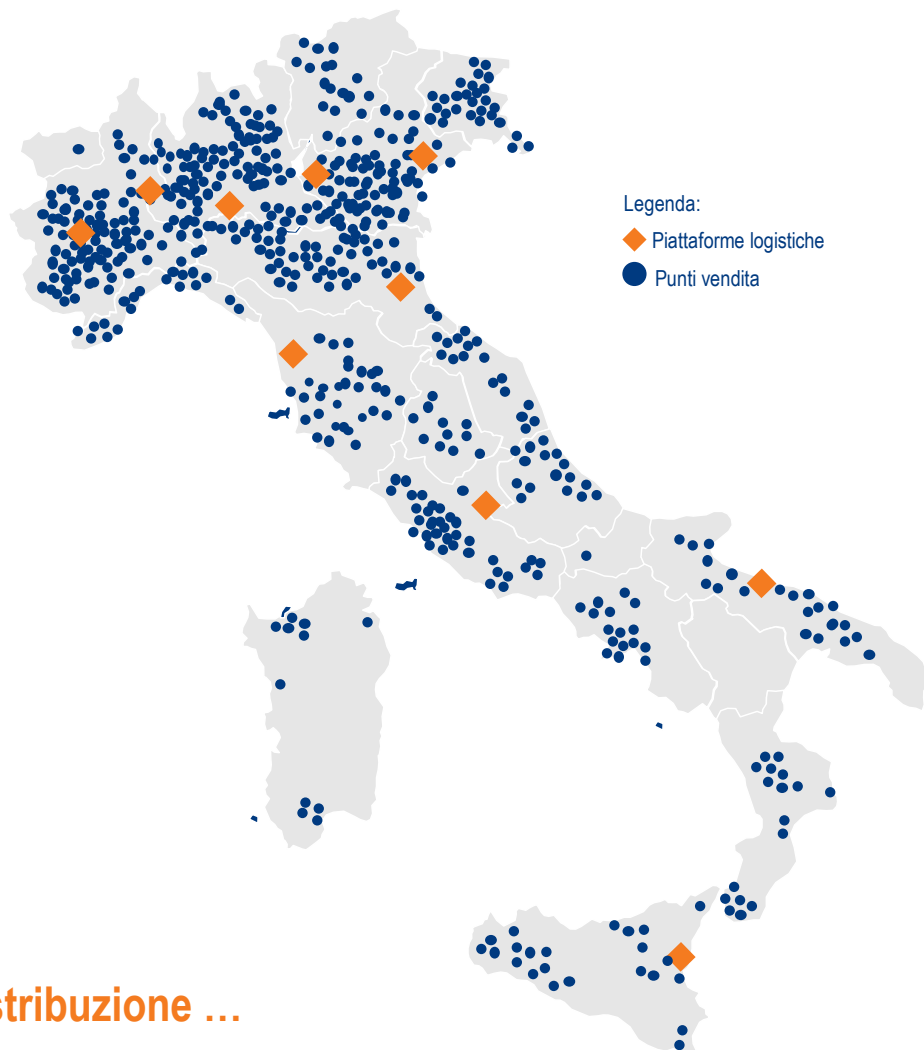 Legenda:
Piattaforme logistiche
Punti vendita
stribuzione …